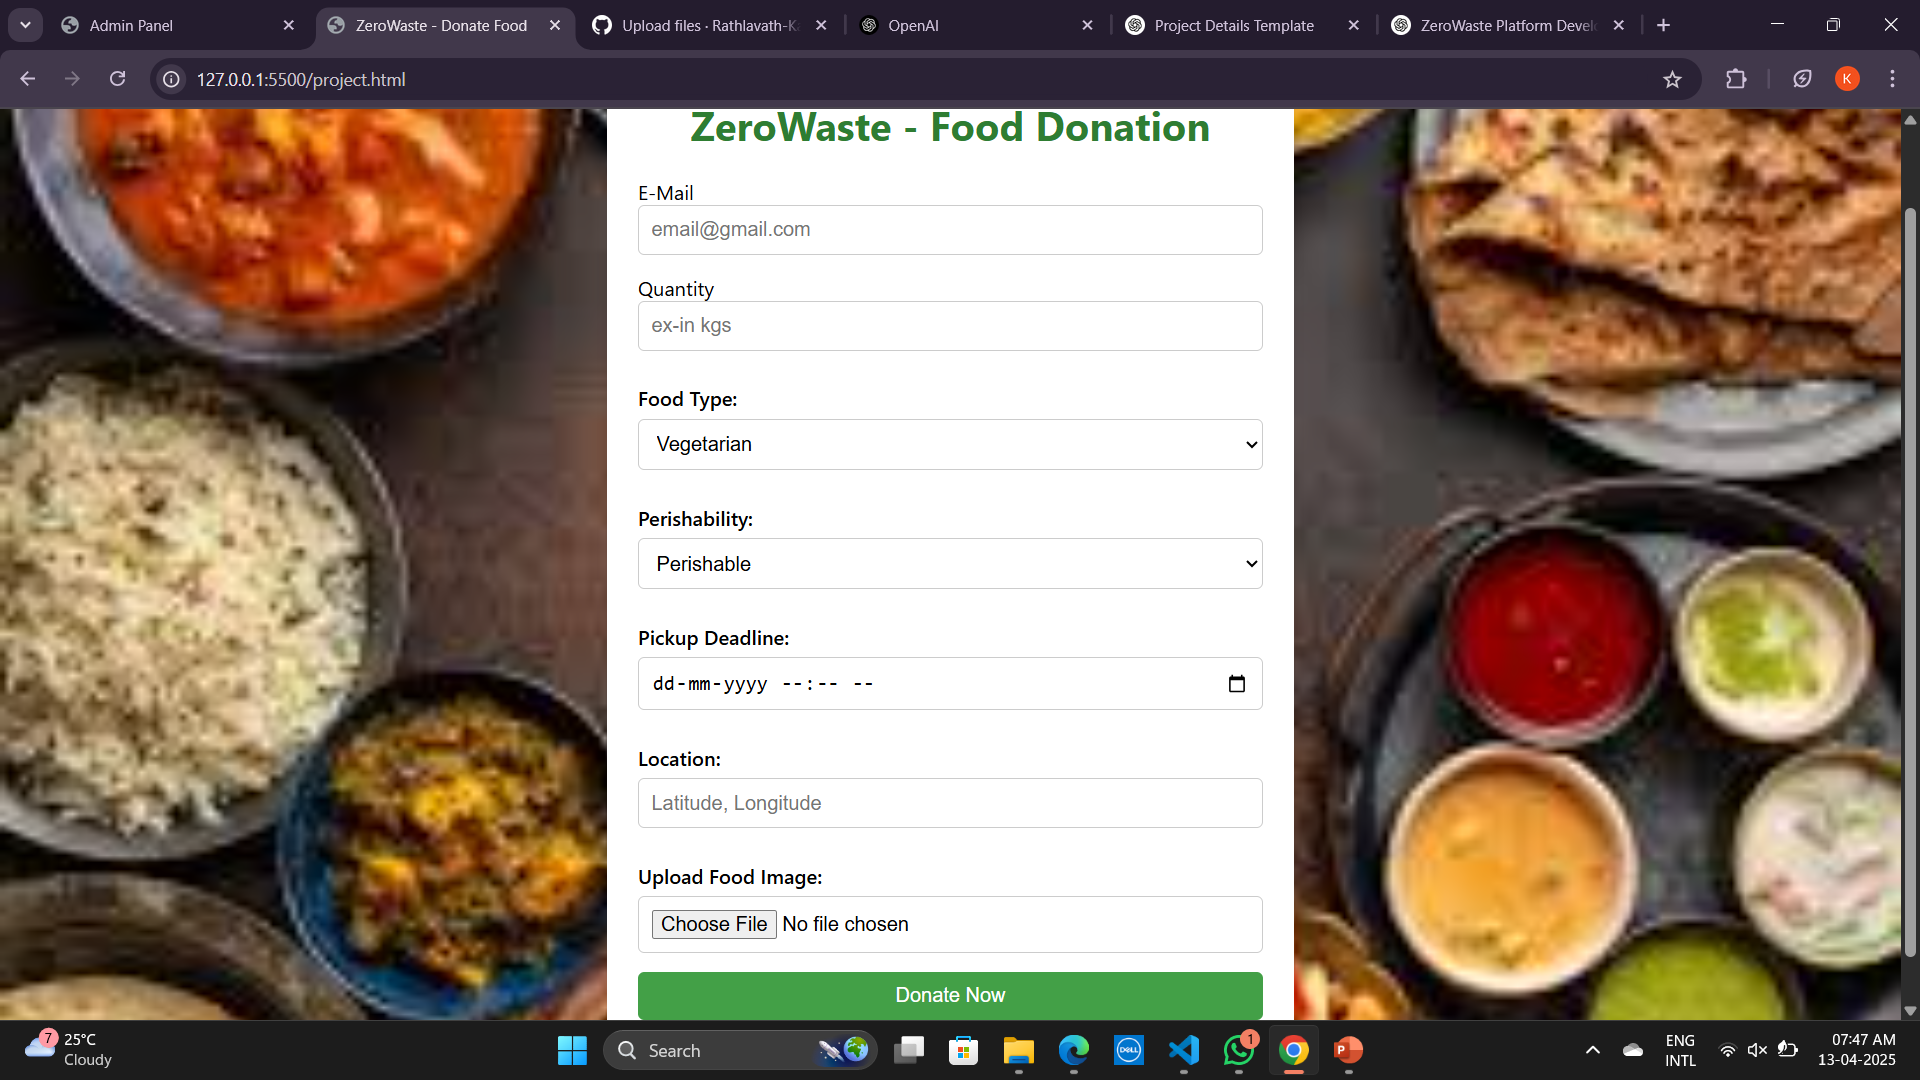 Admin Panel
ZeroWaste - Donate Food
Upload files · Rathlavath-Ka
OpenAI
Project Details Template
ZeroWaste Platform Devel
127.0.0.1:5500/project.html
K
ZeroWaste - Food Donation
E-Mail
email@gmail.com
Quantity
ex-in kgs
Food Type:
Vegetarian
Perishability:
Perishable
Pickup Deadline:
dd-mm-yyyy --:-- --
Location:
Latitude, Longitude
Upload Food Image:
Choose File No file chosen
Donate Now
7
25°C
Cloudy
Search
DELL
1
P
ENG
INTL
07:47 AM
13-04-2025